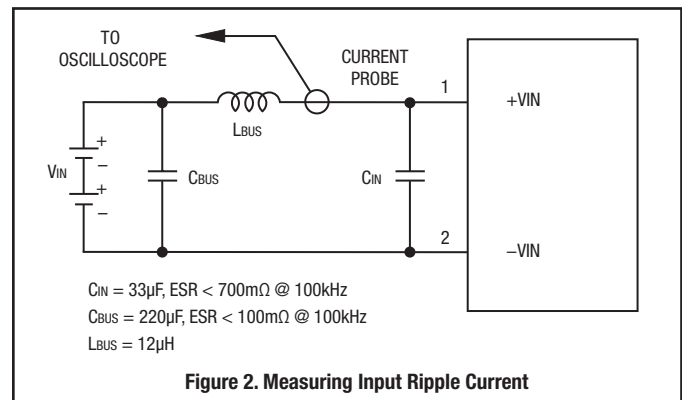 TO
OSCILLOSCOPE
CURRENT
PROBE
1
+VIN
LBUS
+
–
VIN
+
–
CBUS
CIN
2
–VIN
CIN = 33µF, ESR < 700mΩ @ 100kHz
CBUS = 220µF, ESR < 100mΩ @ 100kHz
LBUS = 12µH
Figure 2. Measuring Input Ripple Current